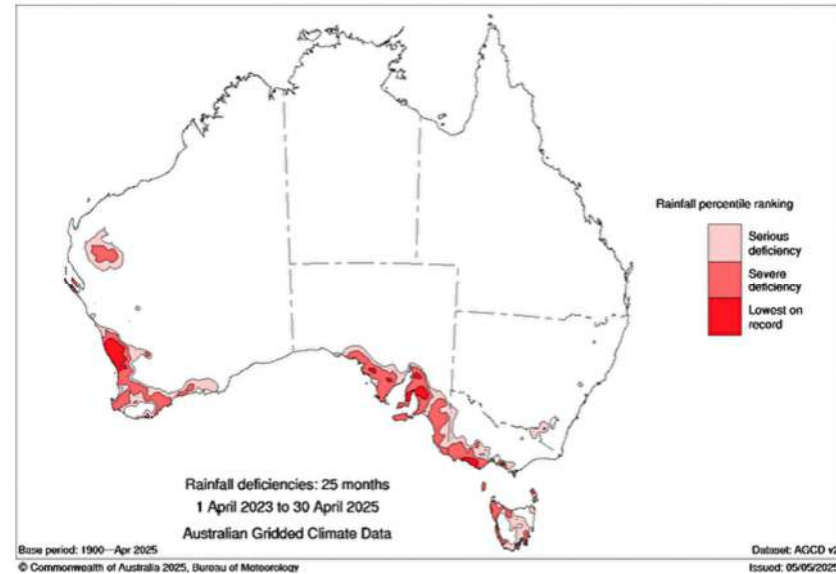 Rainfall percentile ranking
Serious
deficiency
Severe
deficiency
Lowest on
record
Rainfall deficiencies: 25 months
1 April 2023 to 30 April 2025
Australian Gridded Climate Data
Base period: 1900—Apr 2025
Dataset: AGCD v2
© Commonwealth of Australia 2025, Bureau of Meteorology
Issued: 05/05/2025